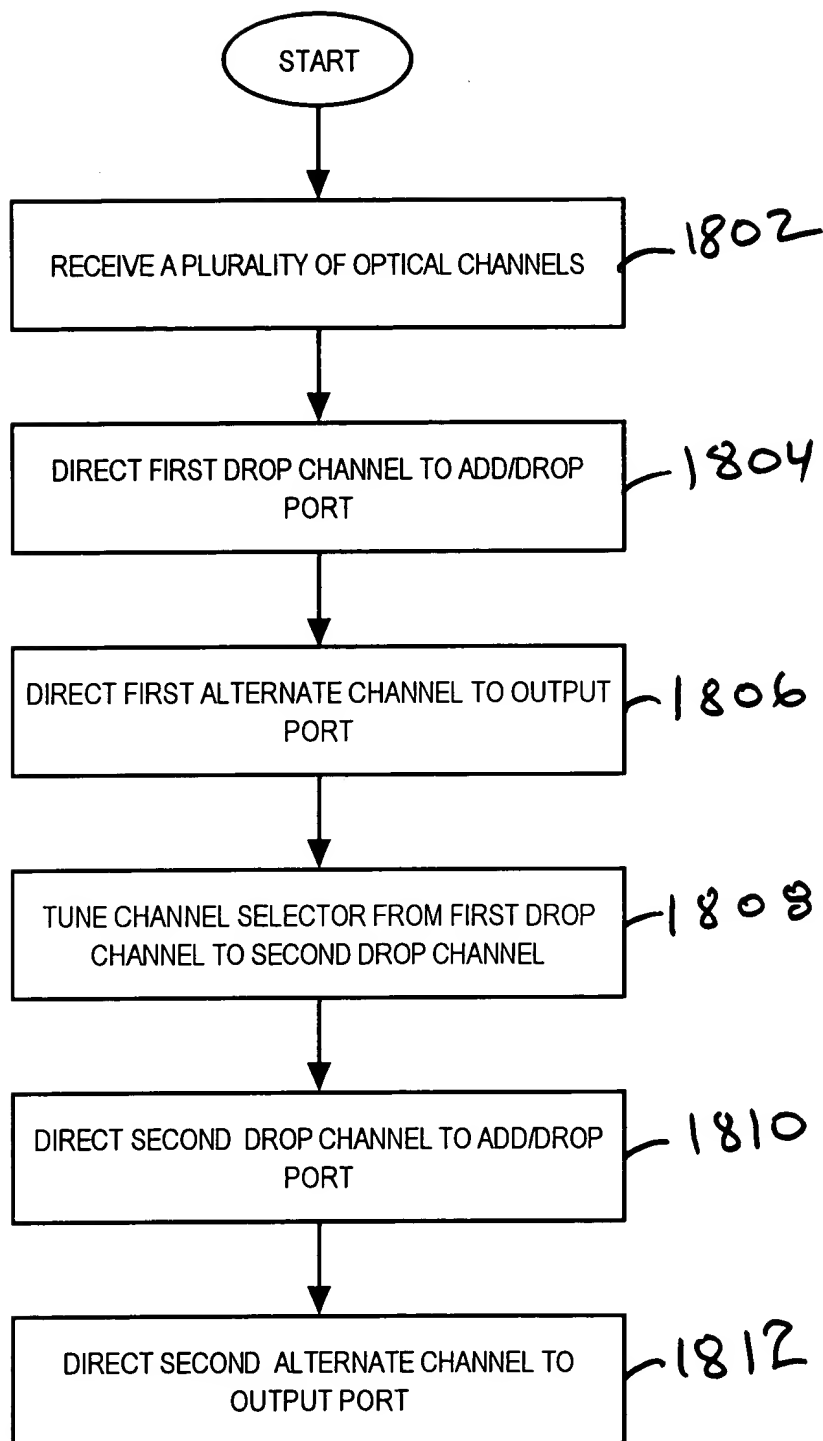 START
RECEIVE A PLURALITY OF OPTICAL CHANNELS
1802
DIRECT FIRST DROP CHANNEL TO ADD/DROP
PORT
1804
DIRECT FIRST ALTERNATE CHANNEL TO OUTPUT
PORT
1806
TUNE CHANNEL SELECTOR FROM FIRST DROP
CHANNEL TO SECOND DROP CHANNEL
1808
DIRECT SECOND DROP CHANNEL TO ADD/DROP
PORT
1810
DIRECT SECOND ALTERNATE CHANNEL TO
OUTPUT PORT
1812